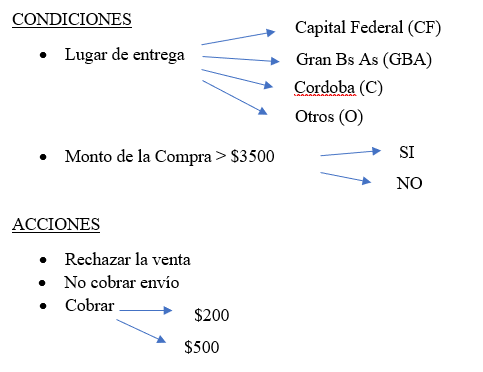 CONDICIONES
Capital Federal (CF)
• Lugar de entrega
Gran Bs As (GBA)
Cordoba (C)
Otros (O)
• Monto de la Compra > $3500
SI
NO
ACCIONES
• Rechazar la venta
• No cobrar envío
• Cobrar
$200
$500